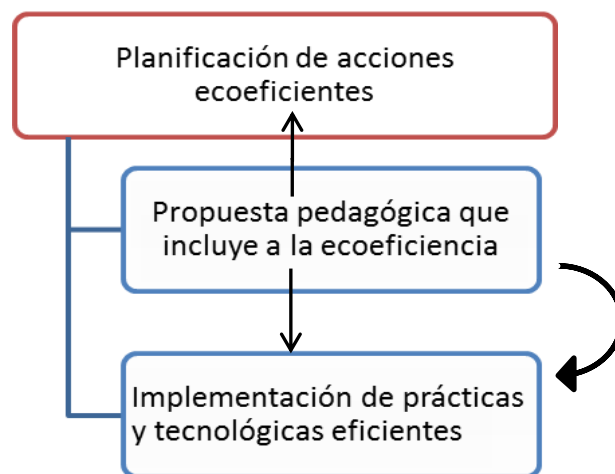 Planificación de acciones
ecoeficientes
Propuesta pedagógica que
incluye a la ecoeficiencia
Implementación de prácticas
y tecnológicas eficientes